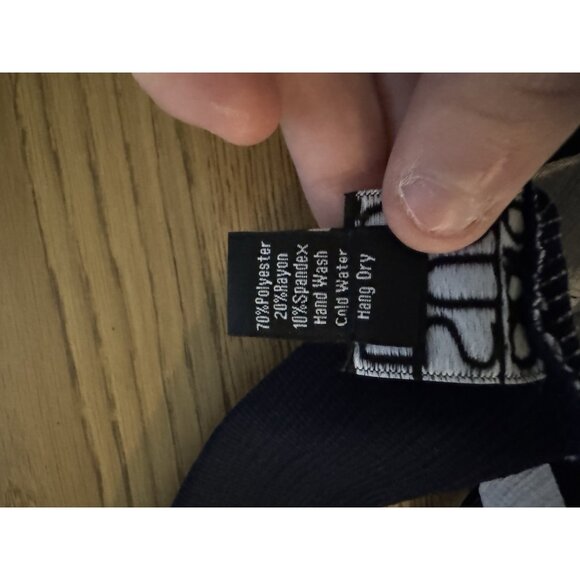 70%Polyester
20%Rayon
10%Spandex
Hand Wash
Cold Water
Hang Dry